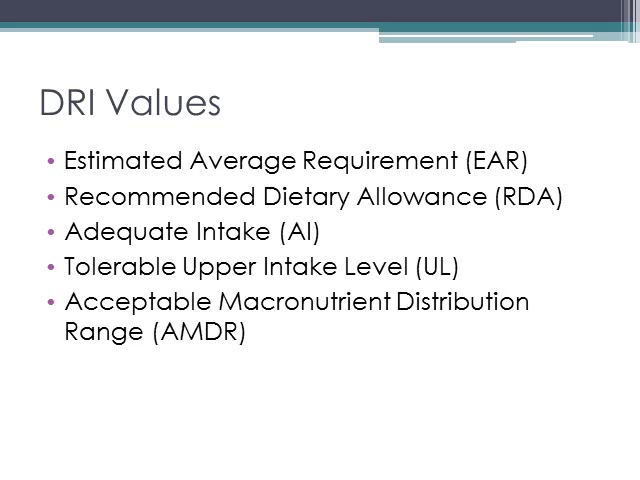 DRI Values
• Estimated Average Requirement (EAR)
• Recommended Dietary Allowance (RDA)
• Adequate Intake (AI)
• Tolerable Upper Intake Level (UL)
• Acceptable Macronutrient Distribution
Range (AMDR)